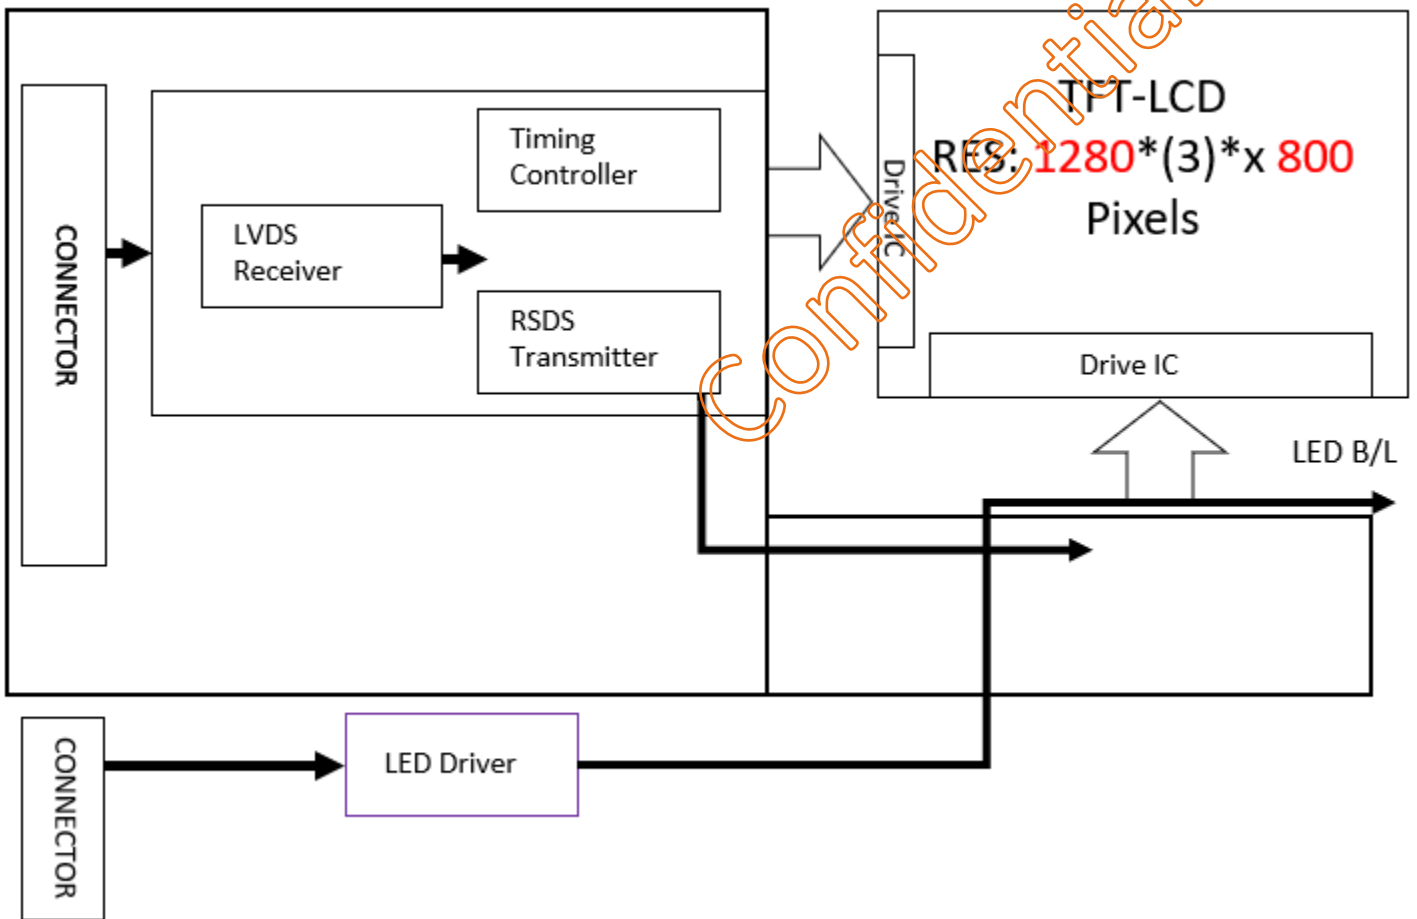 CONNECTOR
LVDS
Receiver
Timing
Controller
RSDS
Transmitter
Drive IC
TFT-LCD
RES: 1280*(3)*x 800
Pixels
Drive IC
LED B/L
CONNECTOR
LED Driver
Confidential